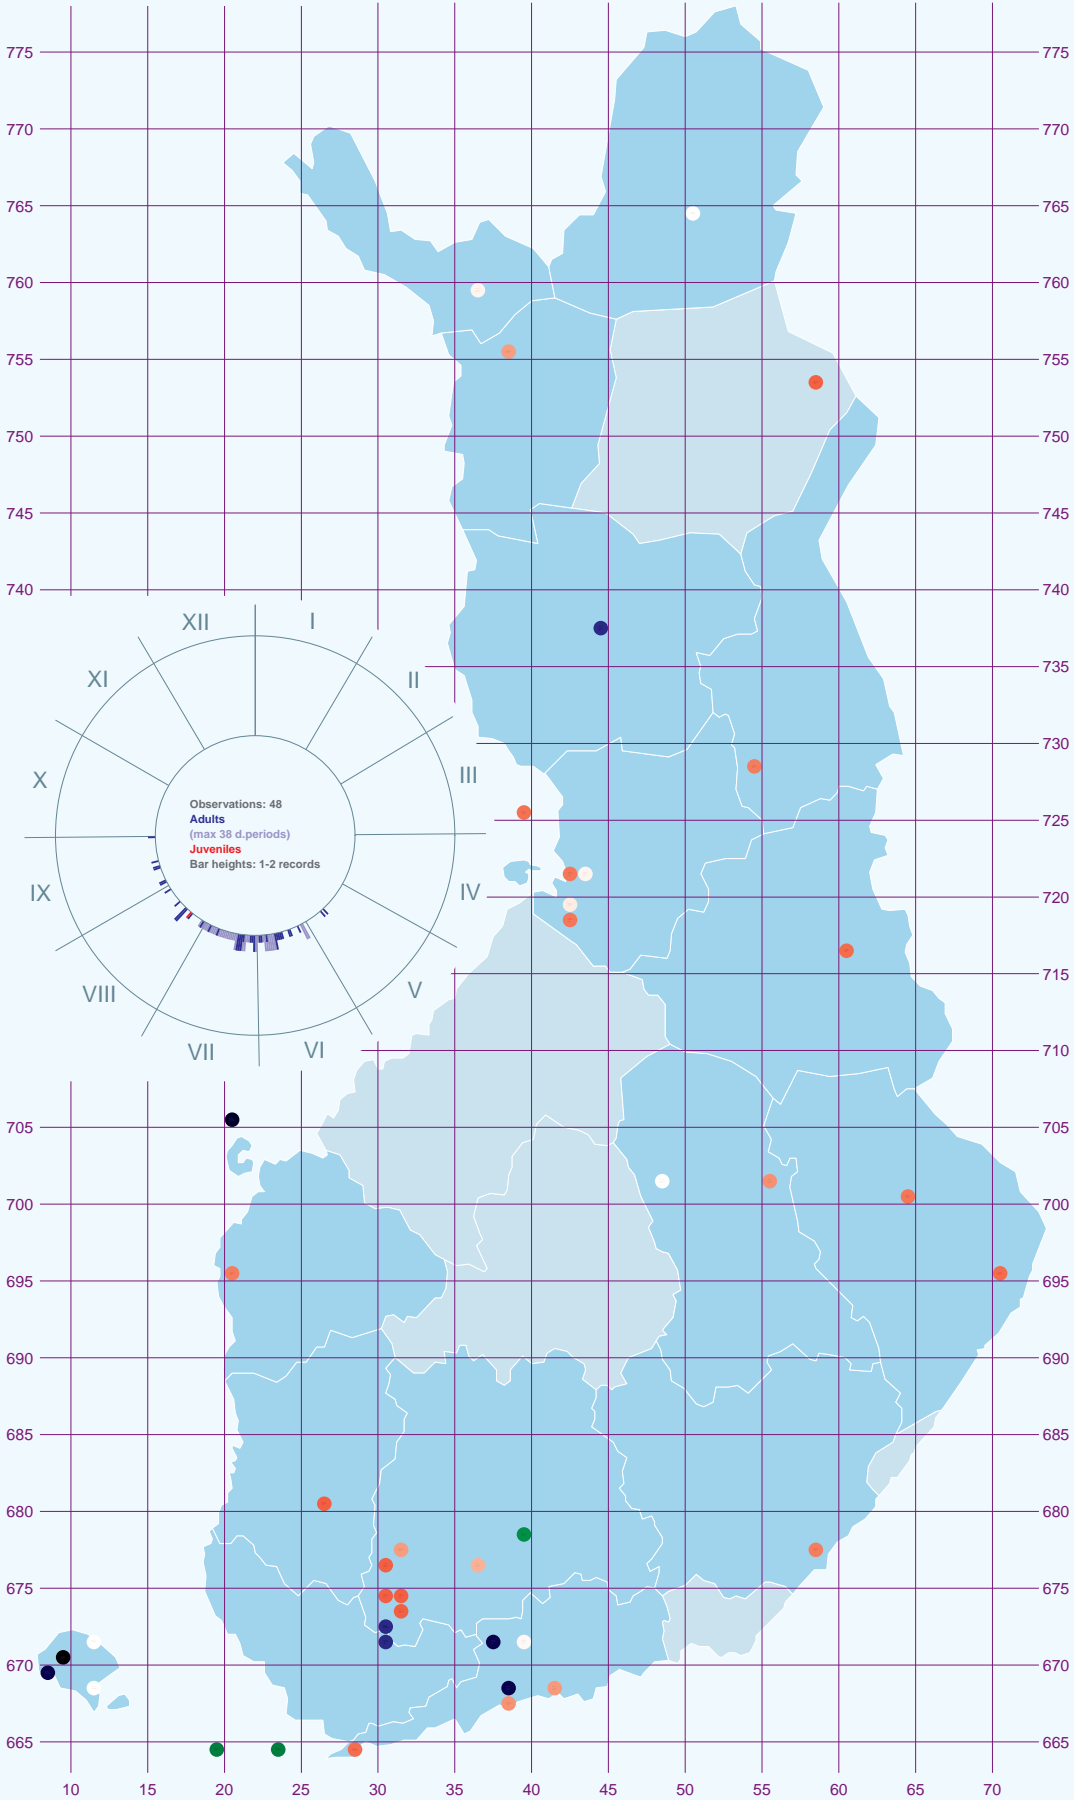 775 775
770 770
765 765
760 760
755 755
750 750
745 745
740 740
XII I
XI II
735
730
X III
725
Observations: 48
Adults
(max 38 d.periods)
Juveniles
Bar heights: 1-2 records
IX IV
720
715
VIII V
VII VI
710
705 705
700 700
695 695
690 690
685 685
680 680
675 675
670 670
665 665
10 15 20 25 30 35 40 45 50 55 60 65 70